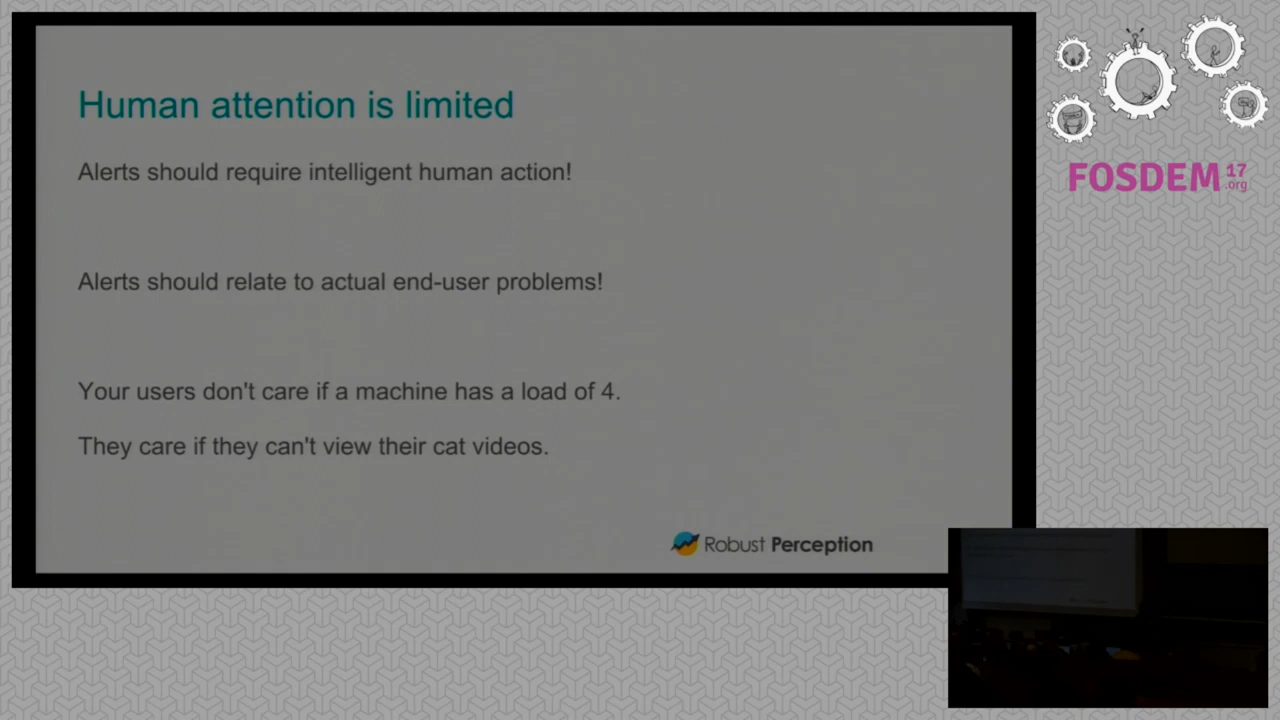 Human attention is limited
Alerts should require intelligent human action!
Alerts should relate to actual end-user problems!
Your users don't care if a machine has a load of 4.
They care if they can't view their cat videos.
Robust Perception
FOSDEM 17
.org